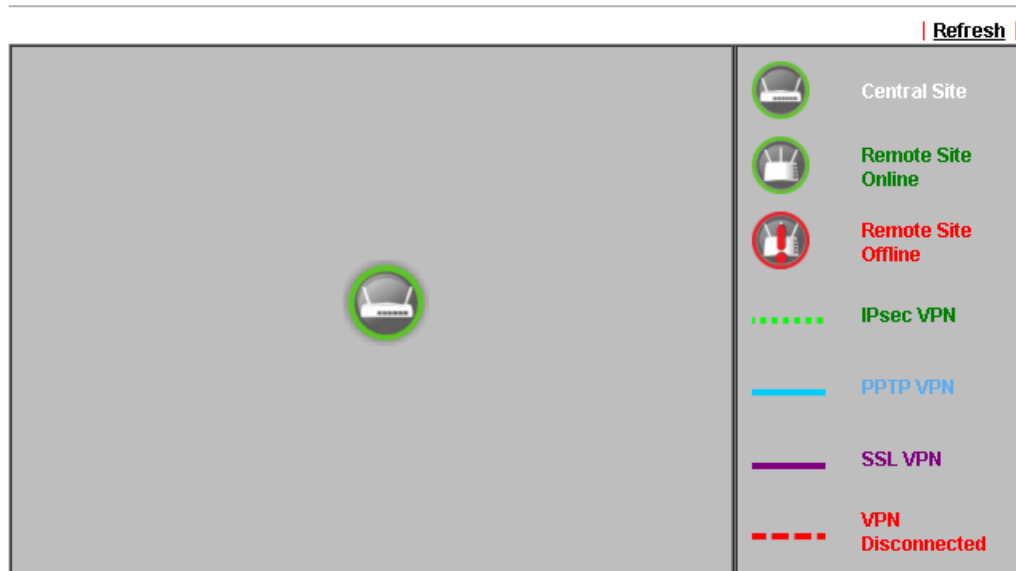 | Refresh |
Central Site
Remote Site
Online
Remote Site
Offline
IPsec VPN
PPTP VPN
SSL VPN
VPN
Disconnected